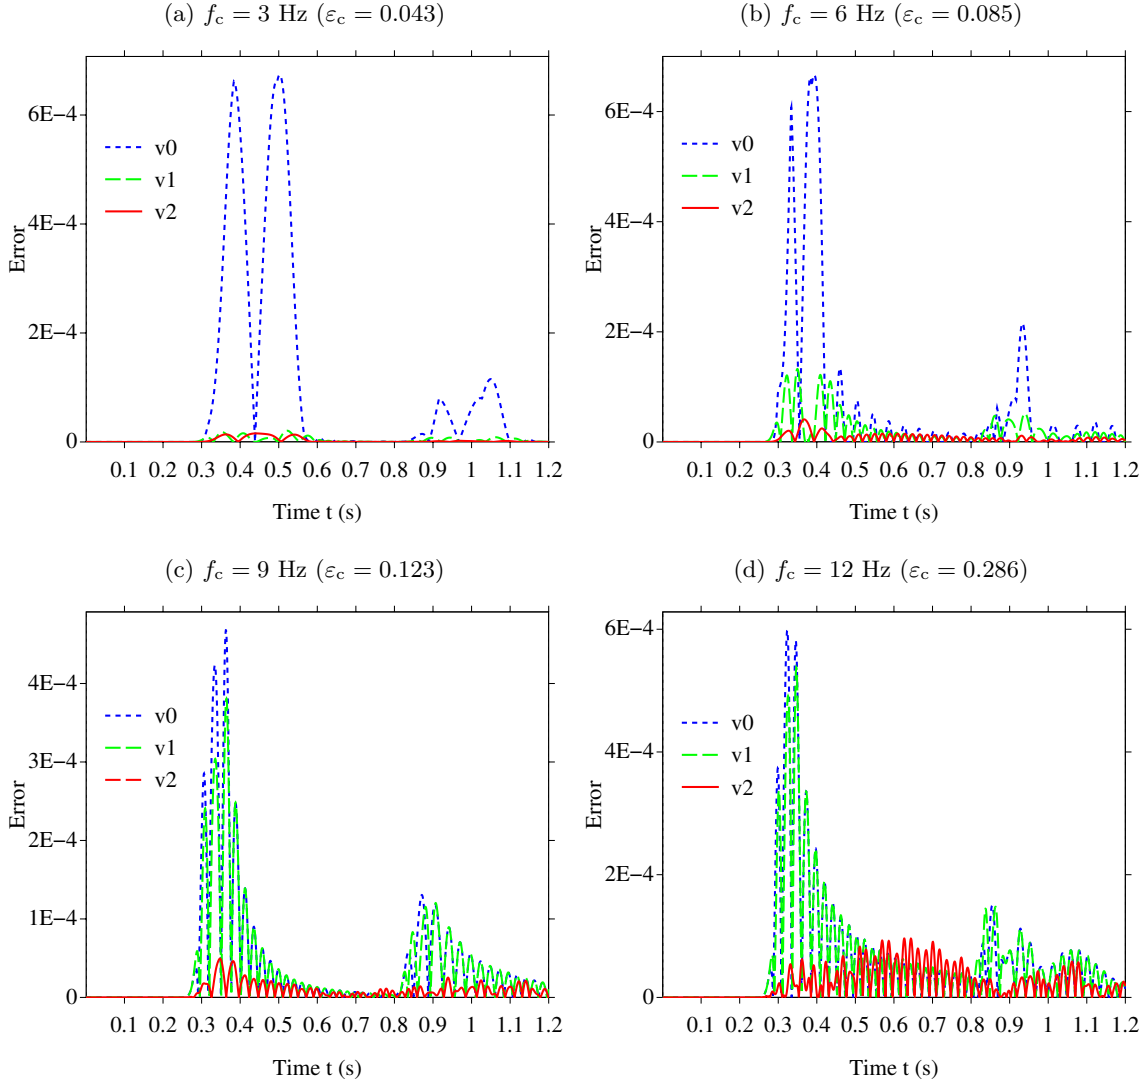 (a) f_c = 3 Hz (ε_c = 0.043)
6E−4
4E−4
2E−4
0
Error
v0
v1
v2
0.1 0.2 0.3 0.4 0.5 0.6 0.7 0.8 0.9 1 1.1 1.2
Time t (s)
(b) f_c = 6 Hz (ε_c = 0.085)
6E−4
4E−4
2E−4
0
Error
v0
v1
v2
0.1 0.2 0.3 0.4 0.5 0.6 0.7 0.8 0.9 1 1.1 1.2
Time t (s)
(c) f_c = 9 Hz (ε_c = 0.123)
4E−4
3E−4
2E−4
1E−4
0
Error
v0
v1
v2
0.1 0.2 0.3 0.4 0.5 0.6 0.7 0.8 0.9 1 1.1 1.2
Time t (s)
(d) f_c = 12 Hz (ε_c = 0.286)
6E−4
4E−4
2E−4
0
Error
v0
v1
v2
0.1 0.2 0.3 0.4 0.5 0.6 0.7 0.8 0.9 1 1.1 1.2
Time t (s)